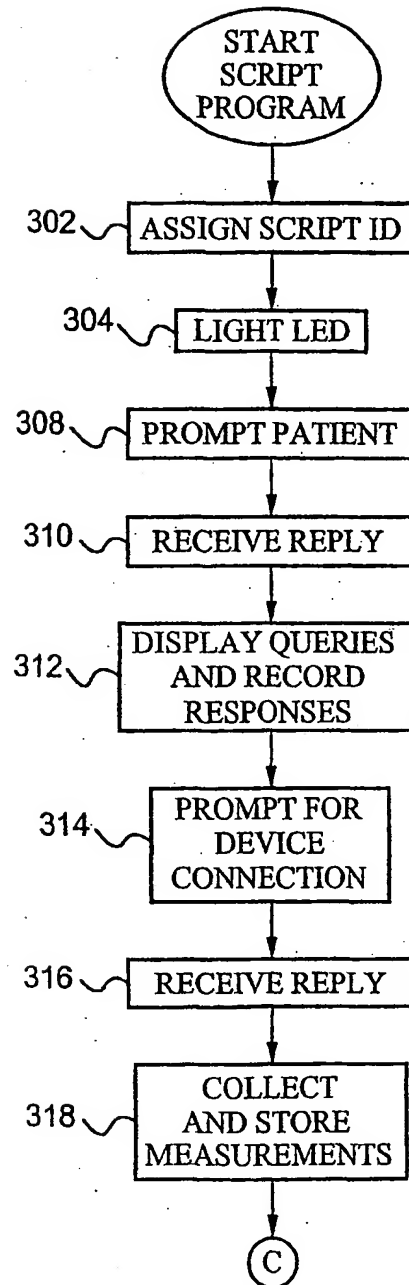 START
SCRIPT
PROGRAM
302
ASSIGN SCRIPT ID
304
LIGHT LED
308
PROMPT PATIENT
310
RECEIVE REPLY
312
DISPLAY QUERIES
AND RECORD
RESPONSES
314
PROMPT FOR
DEVICE
CONNECTION
316
RECEIVE REPLY
318
COLLECT
AND STORE
MEASUREMENTS
C